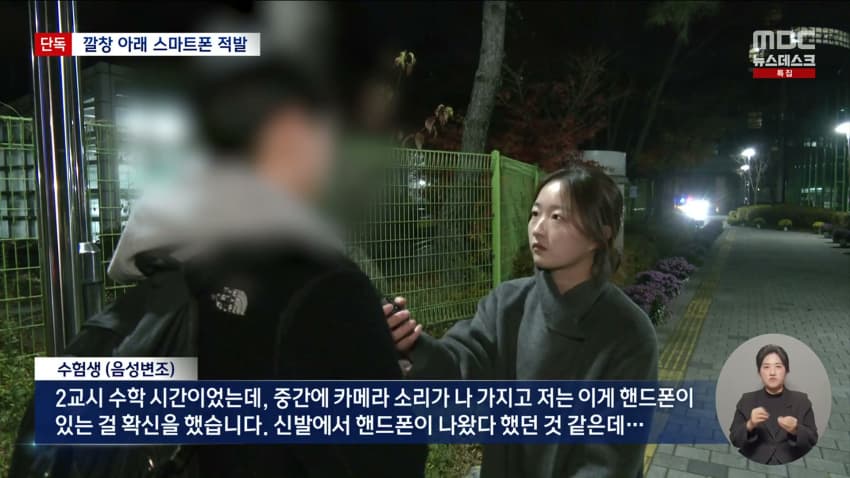 단독 깔창 아래 스마트폰 적발
MBC
뉴스데스크
특집
THE
NORTH
FACE
수험생 (음성변조)
2교시 수학 시간이었는데, 중간에 카메라 소리가 나 가지고 저는 이게 핸드폰이
있는 걸 확신을 했습니다. 신발에서 핸드폰이 나왔다 했던 것 같은데…